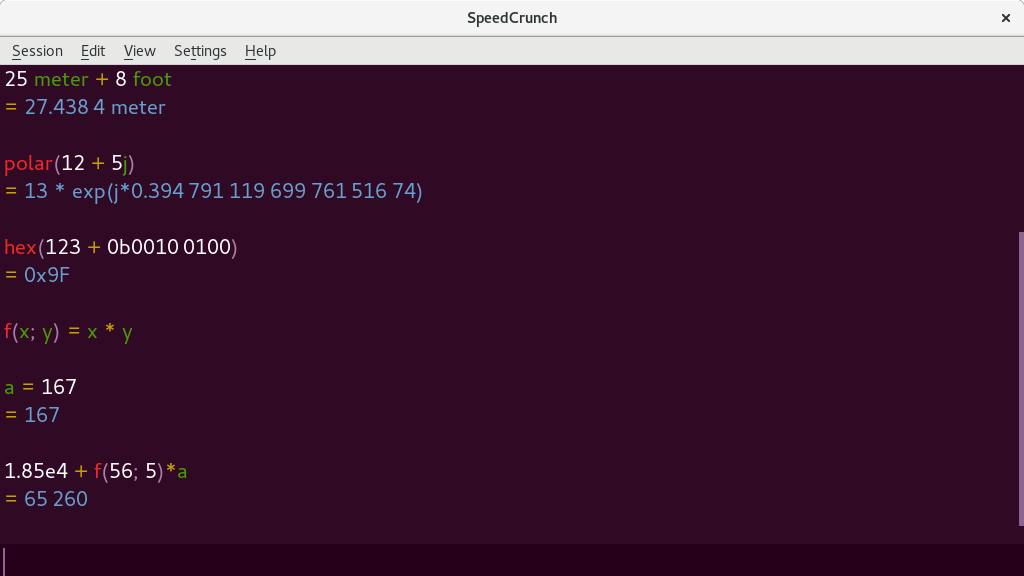 SpeedCrunch ×
Session Edit View Settings Help
25 meter + 8 foot
= 27.438 4 meter
polar(12 + 5j)
= 13 * exp(j*0.394 791 119 699 761 516 74)
hex(123 + 0b0010 0100)
= 0x9F
f(x; y) = x * y
a = 167
= 167
1.85e4 + f(56; 5)*a
= 65 260